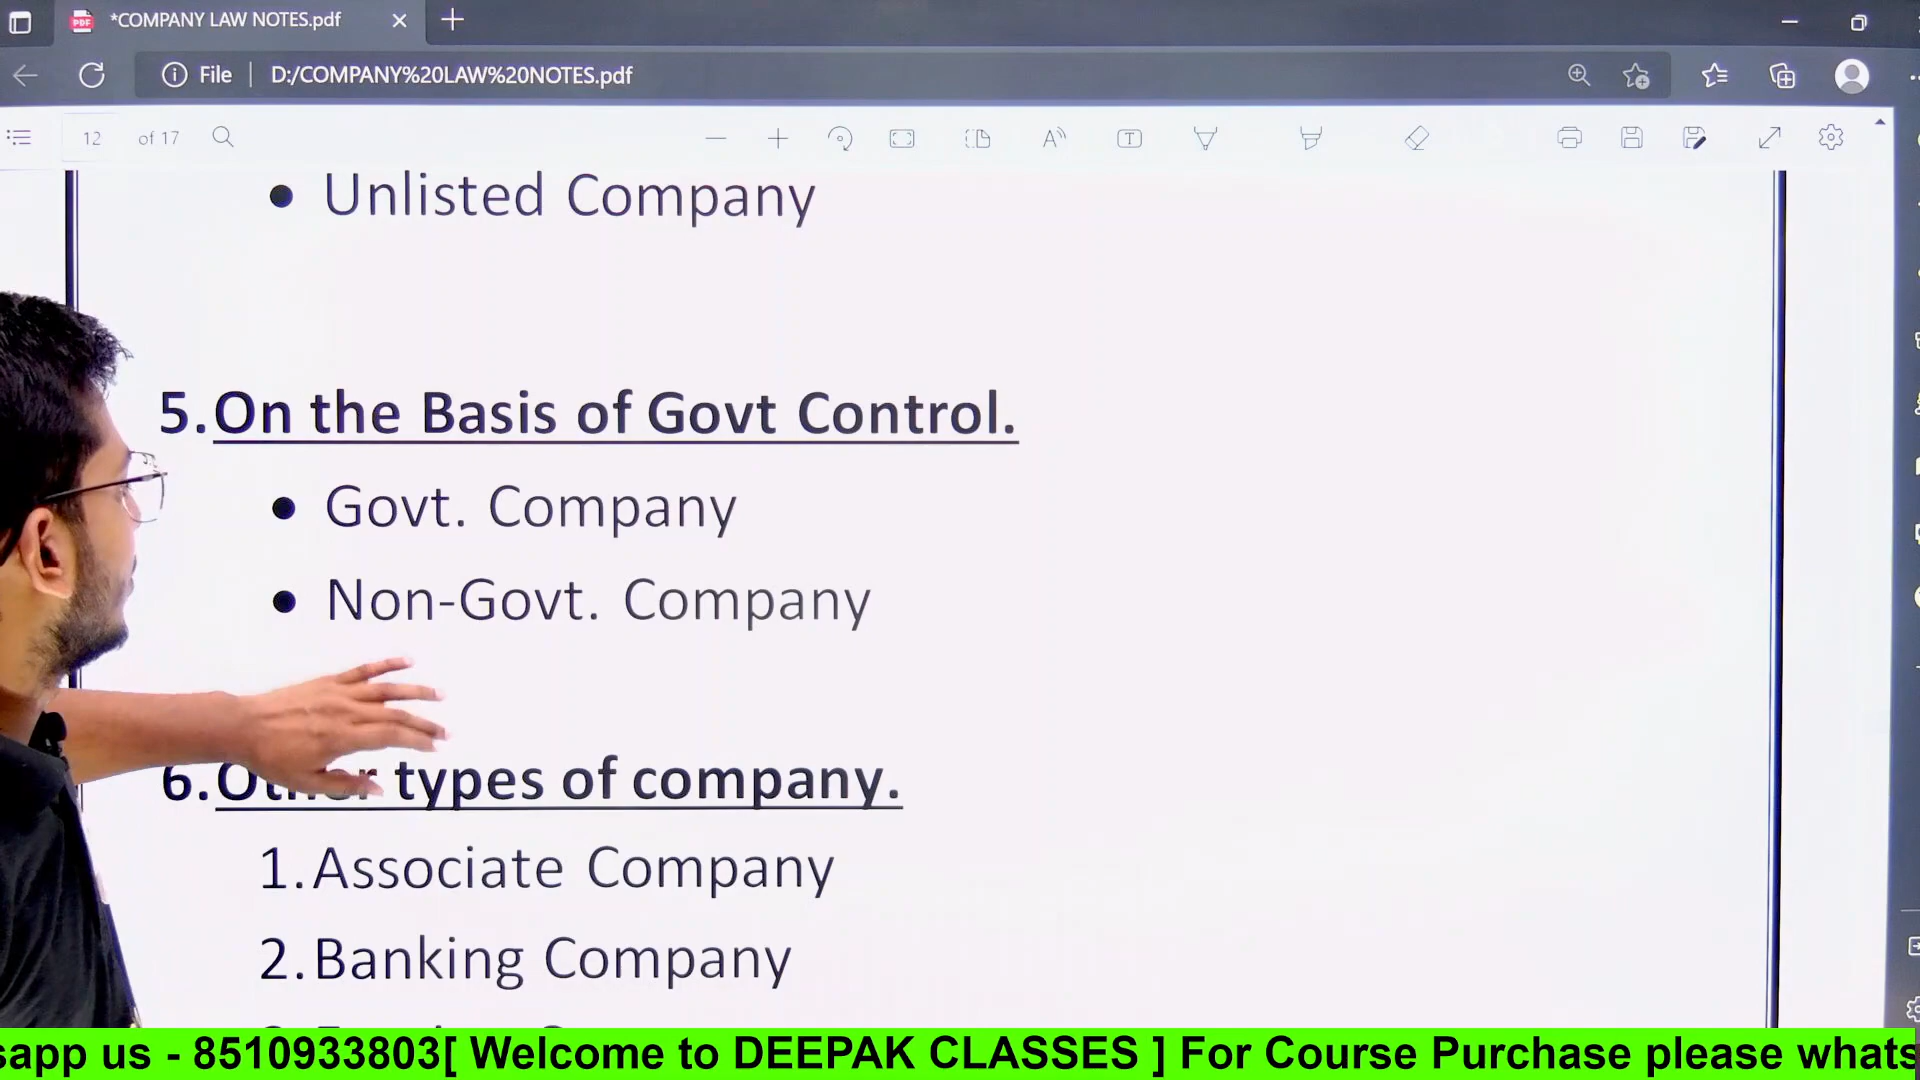 *COMPANY LAW NOTES.pdf
File
D:/COMPANY%20LAW%20NOTES.pdf
12 of 17
• Unlisted Company
5. On the Basis of Govt Control.
• Govt. Company
• Non-Govt. Company
6. Other types of company.
1. Associate Company
2. Banking Company
sapp us - 8510933803[ Welcome to DEEPAK CLASSES ] For Course Purchase please whats